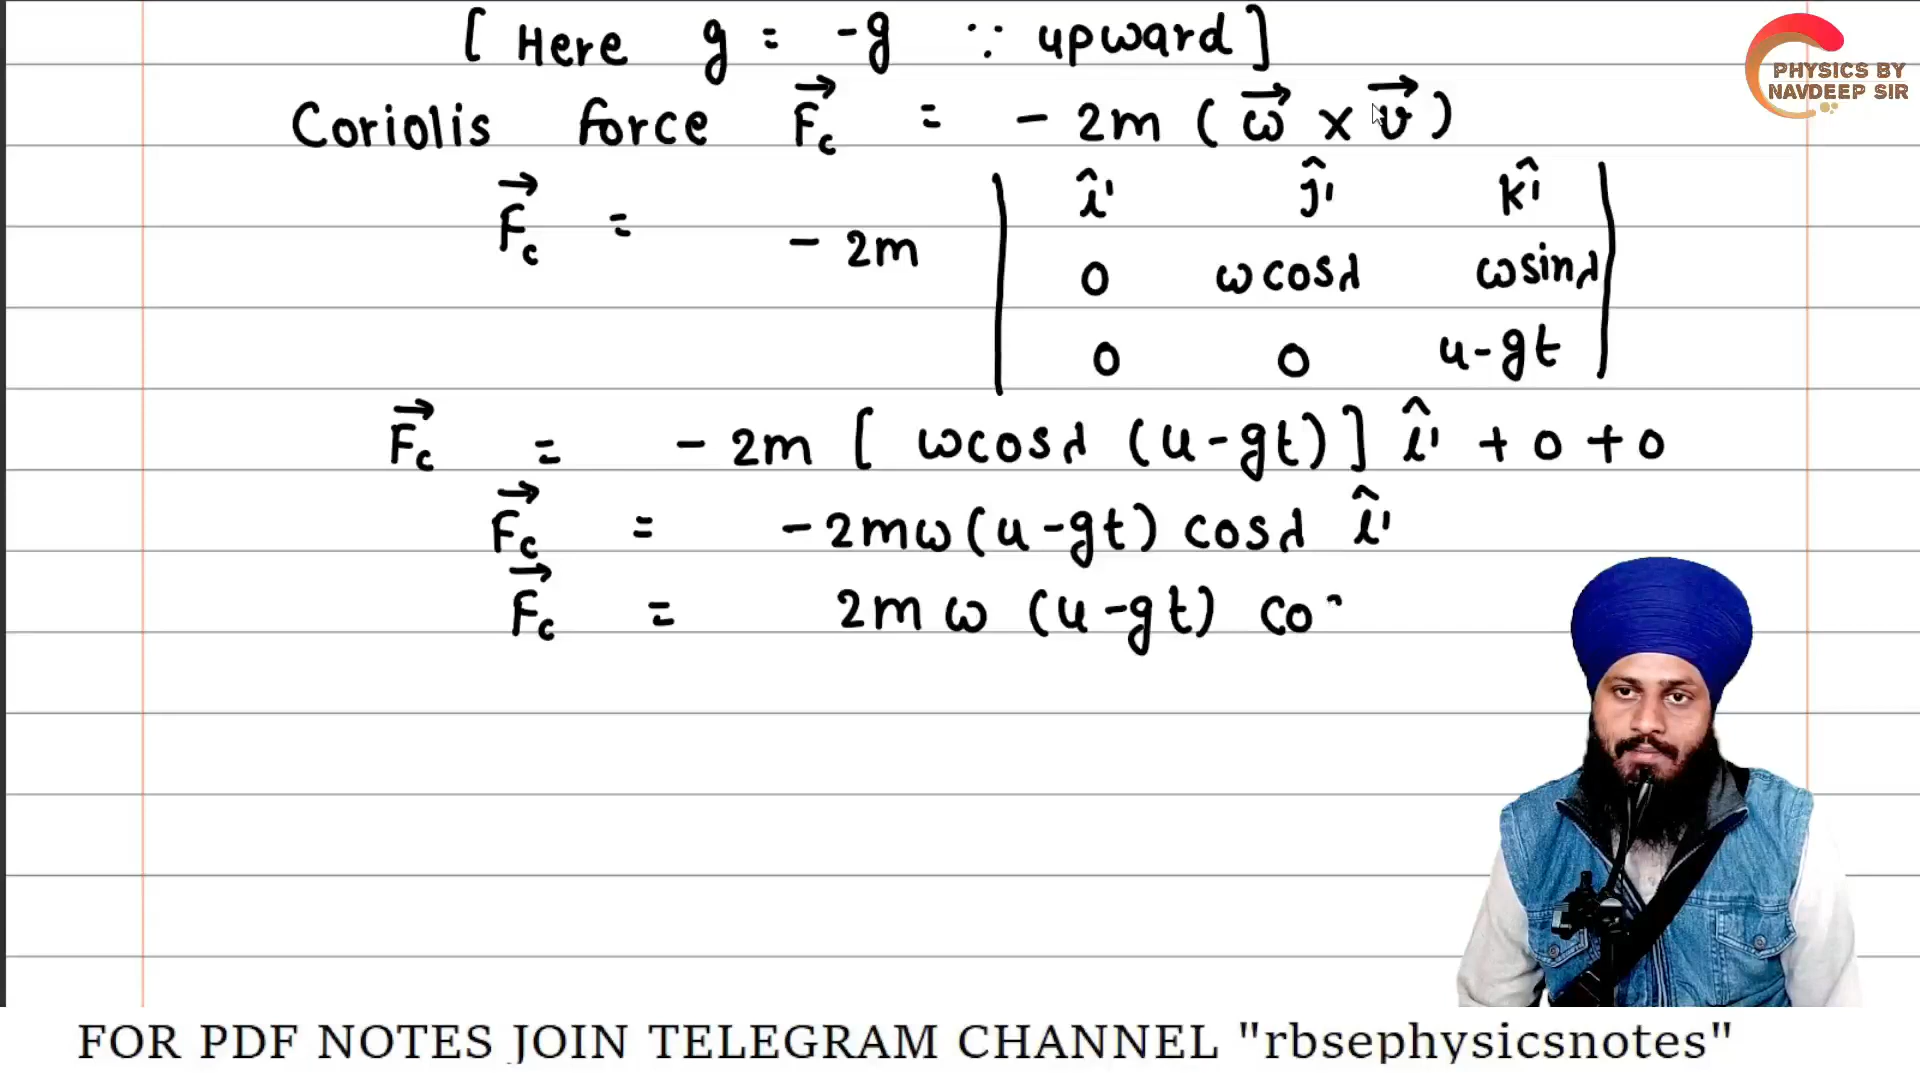 [ Here g = -g ∵ upward ]
PHYSICS BY
NAVDEEP SIR
Coriolis force F⃗c = - 2m ( ω⃗ × v⃗ )
F⃗c = - 2m | î' ĵ' k̂' |
| 0 ωcosλ ωsinλ |
| 0 0 u-gt |
F⃗c = - 2m [ ωcosλ (u-gt) ] î' + 0 + 0
F⃗c = -2mω(u-gt) cosλ î'
F⃗c = 2mω (u-gt) co
FOR PDF NOTES JOIN TELEGRAM CHANNEL "rbsephysicsnotes"